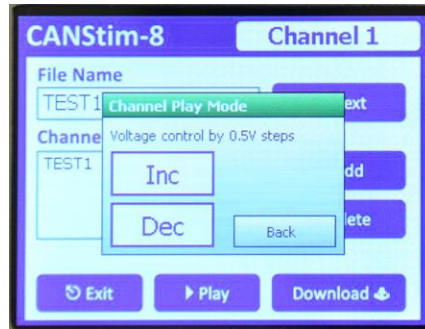 CANStim-8
Channel 1
File Name
TEST1
ext
Channel Play Mode
Channe
Voltage control by 0.5V steps
TEST1
Inc
dd
Dec
Back
lete
Exit
Play
Download